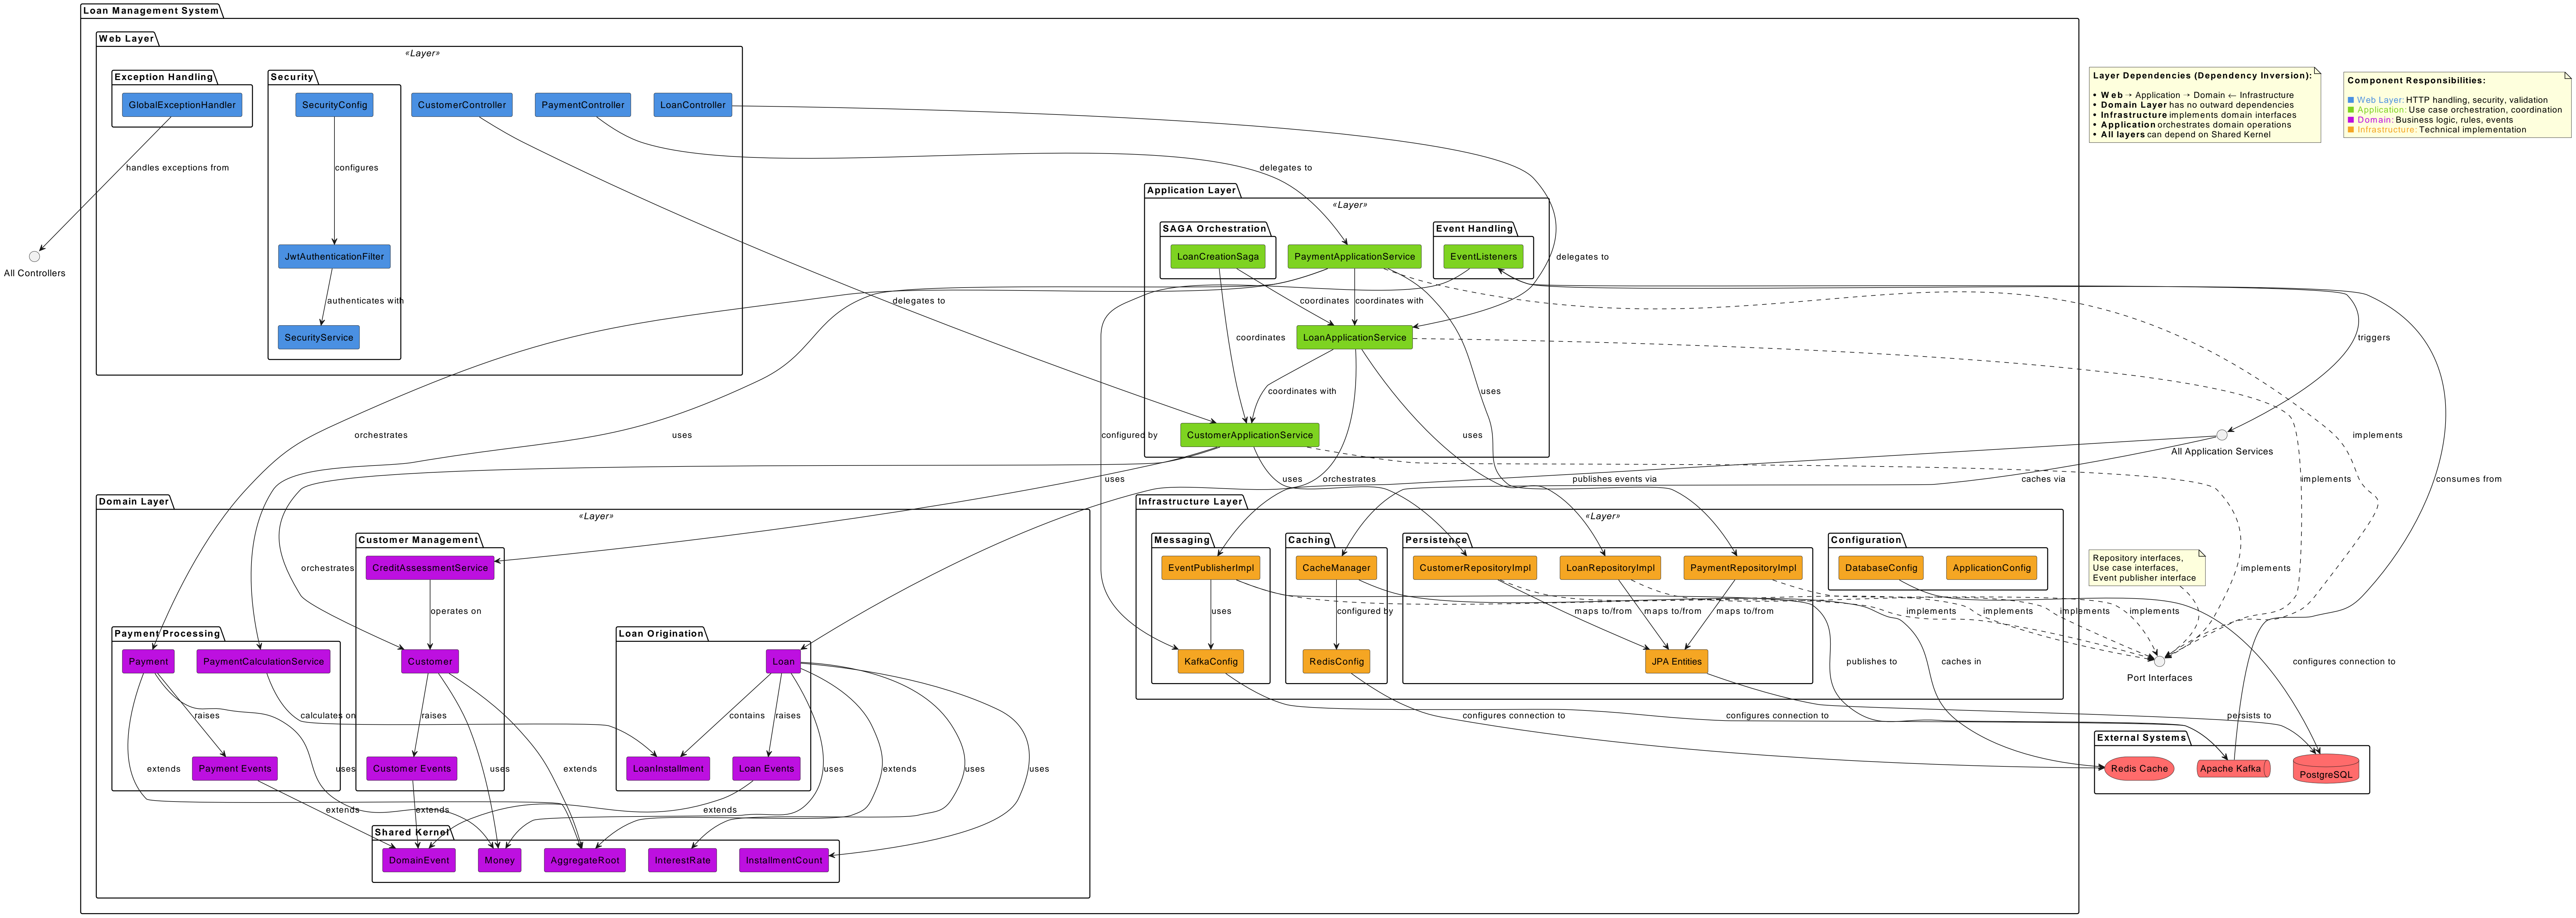 Loan Management System
Web Layer
«Layer»
Exception Handling
GlobalExceptionHandler
Security
SecurityConfig
CustomerController
PaymentController
LoanController
Layer Dependencies (Dependency Inversion):
• Web → Application → Domain ← Infrastructure
• Domain Layer has no outward dependencies
• Infrastructure implements domain interfaces
• Application orchestrates domain operations
• All layers can depend on Shared Kernel
Component Responsibilities:
■ Web Layer: HTTP handling, security, validation
■ Application: Use case orchestration, coordination
■ Domain: Business logic, rules, events
■ Infrastructure: Technical implementation
handles exceptions from
configures
delegates to
All Controllers
JwtAuthenticationFilter
authenticates with
SecurityService
Application Layer
«Layer»
SAGA Orchestration
LoanCreationSaga
PaymentApplicationService
Event Handling
EventListeners
delegates to
delegates to
coordinates
coordinates with
coordinates
LoanApplicationService
triggers
coordinates with
uses
orchestrates
uses
configured by
CustomerApplicationService
uses
implements
All Application Services
uses
uses
orchestrates
publishes events via
caches via
implements
consumes from
Domain Layer
«Layer»
Customer Management
CreditAssessmentService
orchestrates
operates on
Payment Processing
Payment
PaymentCalculationService
Customer
Loan Origination
Loan
raises
calculates on
raises
contains
raises
Payment Events
Customer Events
LoanInstallment
Loan Events
extends
uses
uses
extends
uses
extends
uses
uses
extends
extends
extends
Shared Kernel
DomainEvent
Money
AggregateRoot
InterestRate
InstallmentCount
Infrastructure Layer
«Layer»
Messaging
EventPublisherImpl
Caching
CacheManager
Persistence
CustomerRepositoryImpl
LoanRepositoryImpl
PaymentRepositoryImpl
Configuration
DatabaseConfig
ApplicationConfig
Repository interfaces,
Use case interfaces,
Event publisher interface
implements
uses
configured by
maps to/from
maps to/from
maps to/from
implements
implements
implements
implements
KafkaConfig
RedisConfig
JPA Entities
publishes to
caches in
configures connection to
Port Interfaces
configures connection to
configures connection to
persists to
External Systems
Redis Cache
Apache Kafka
PostgreSQL